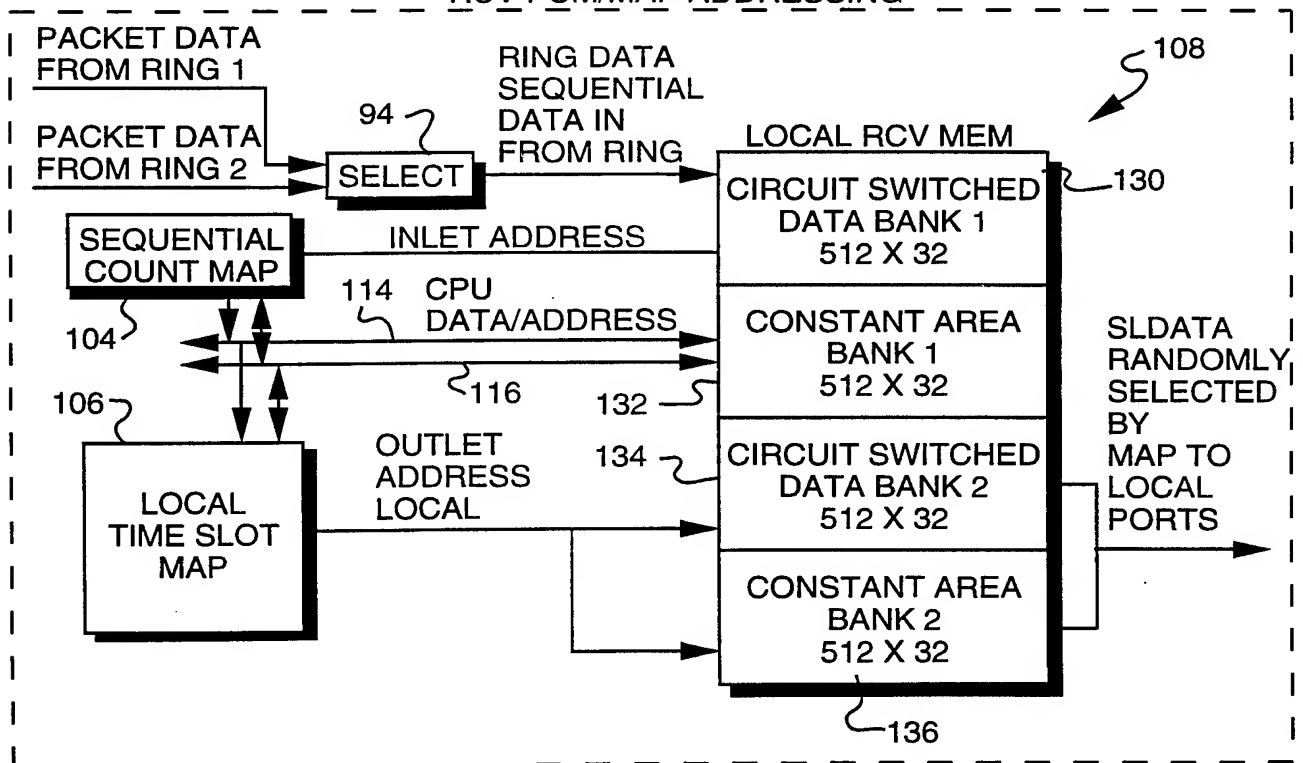 PACKET DATA
FROM RING 1
PACKET DATA
FROM RING 2
94
SELECT
RING DATA
SEQUENTIAL
DATA IN
FROM RING
108
LOCAL RCV MEM
CIRCUIT SWITCHED
DATA BANK 1
512 X 32
130
SEQUENTIAL
COUNT MAP
INLET ADDRESS
104
114
CPU
DATA/ADDRESS
116
CONSTANT AREA
BANK 1
512 X 32
132
106
LOCAL
TIME SLOT
MAP
OUTLET
ADDRESS
LOCAL
134
CIRCUIT SWITCHED
DATA BANK 2
512 X 32
CONSTANT AREA
BANK 2
512 X 32
136
SLDATA
RANDOMLY
SELECTED
BY
MAP TO
LOCAL
PORTS